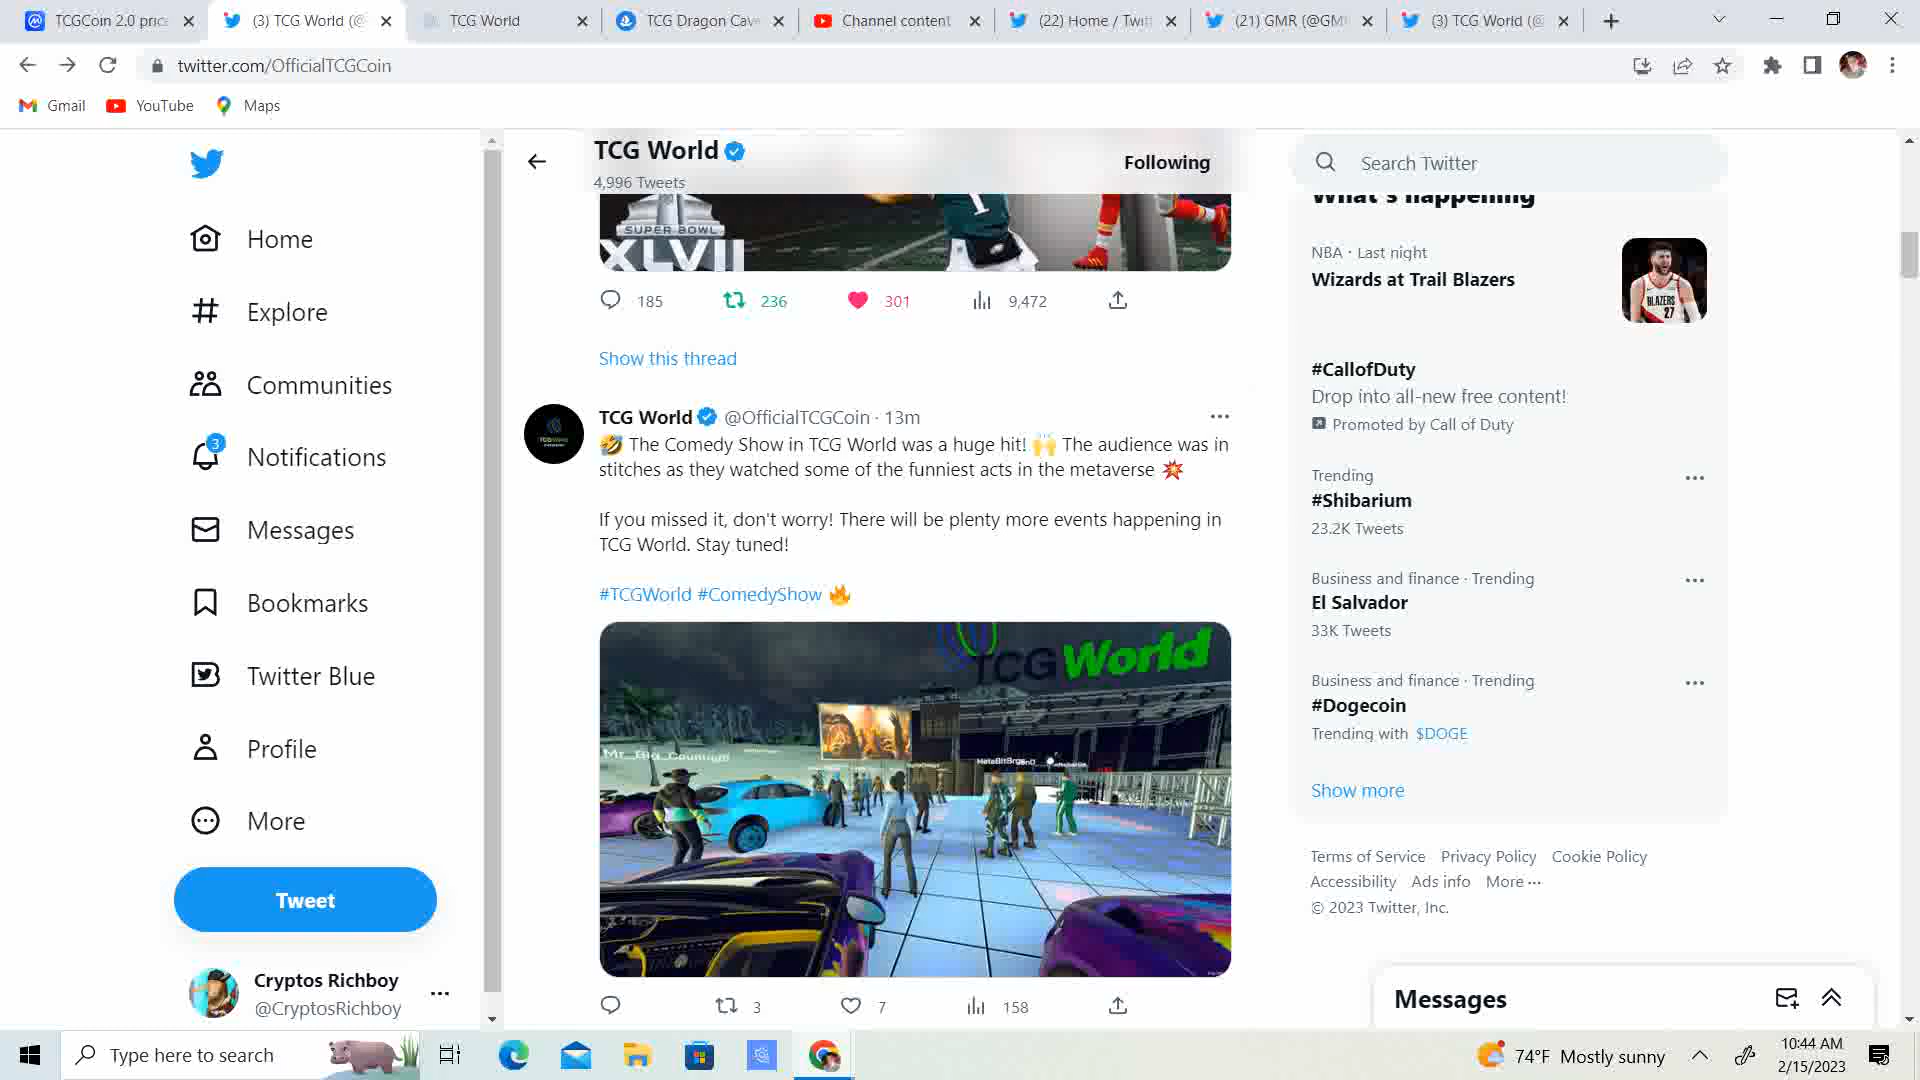 TCGCoin 2.0 price
(3) TCG World (@
TCG World
TCG Dragon Cave
Channel content
(22) Home / Twit
(21) GMR (@GM
(3) TCG World (@
twitter.com/OfficialTCGCoin
Gmail
YouTube
Maps
Home
Explore
Communities
3
Notifications
Messages
Bookmarks
Twitter Blue
Profile
More
Tweet
Cryptos Richboy
@CryptosRichboy
TCG World
4,996 Tweets
Following
SUPER BOWL
XLVII
185
236
301
9,472
Show this thread
TCG World @OfficialTCGCoin · 13m
🤣 The Comedy Show in TCG World was a huge hit! 🙌 The audience was in
stitches as they watched some of the funniest acts in the metaverse 💥
If you missed it, don't worry! There will be plenty more events happening in
TCG World. Stay tuned!
#TCGWorld #ComedyShow 🔥
TCG World
3
7
158
Search Twitter
What's happening
NBA · Last night
Wizards at Trail Blazers
BLAZERS
27
#CallofDuty
Drop into all-new free content!
Promoted by Call of Duty
Trending
#Shibarium
23.2K Tweets
Business and finance · Trending
El Salvador
33K Tweets
Business and finance · Trending
#Dogecoin
Trending with $DOGE
Show more
Terms of Service Privacy Policy Cookie Policy
Accessibility Ads info More ···
© 2023 Twitter, Inc.
Messages
Type here to search
74°F Mostly sunny
10:44 AM
2/15/2023